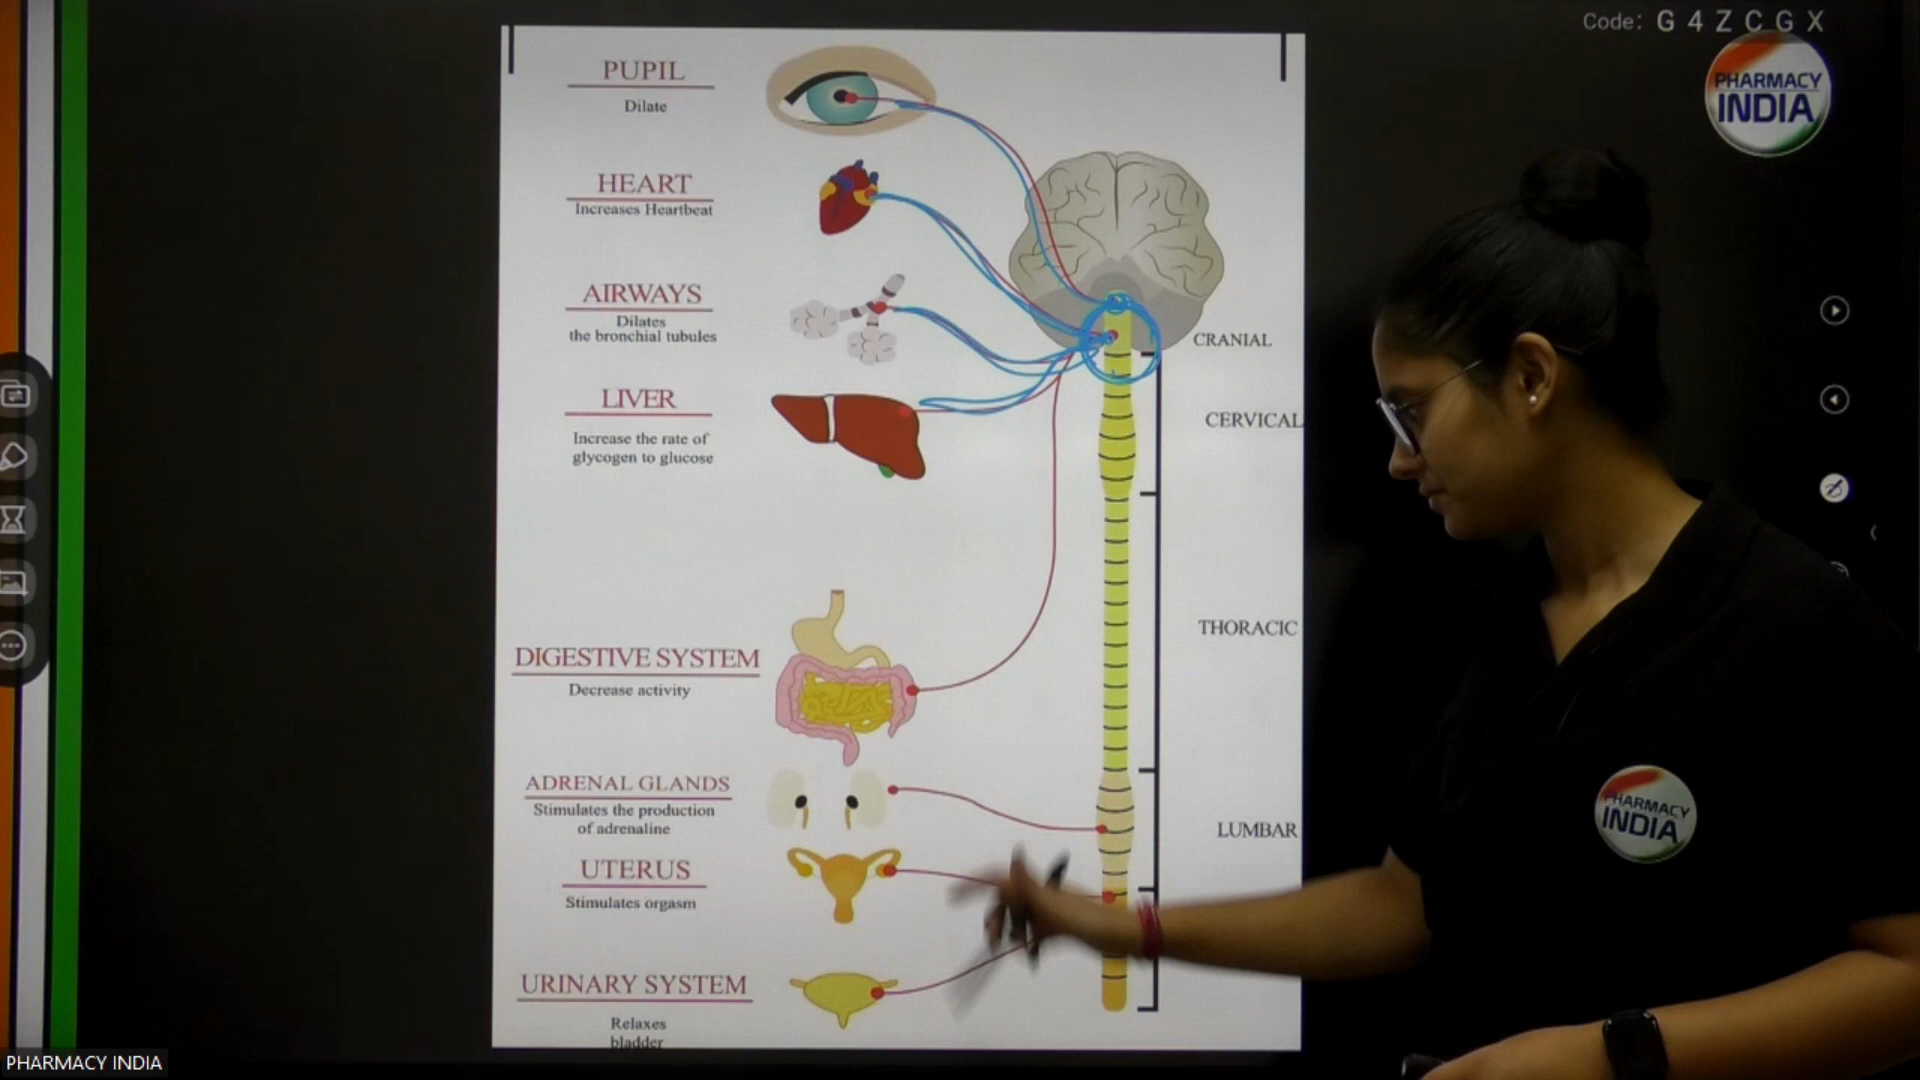 Code: G 4 Z C G X
PHARMACY
INDIA
PUPIL
Dilate
HEART
Increases Heartbeat
AIRWAYS
Dilates
the bronchial tubules
LIVER
Increase the rate of
glycogen to glucose
DIGESTIVE SYSTEM
Decrease activity
ADRENAL GLANDS
Stimulates the production
of adrenaline
UTERUS
Stimulates orgasm
URINARY SYSTEM
Relaxes
bladder
CRANIAL
CERVICAL
THORACIC
LUMBAR
PHARMACY
INDIA
PHARMACY INDIA